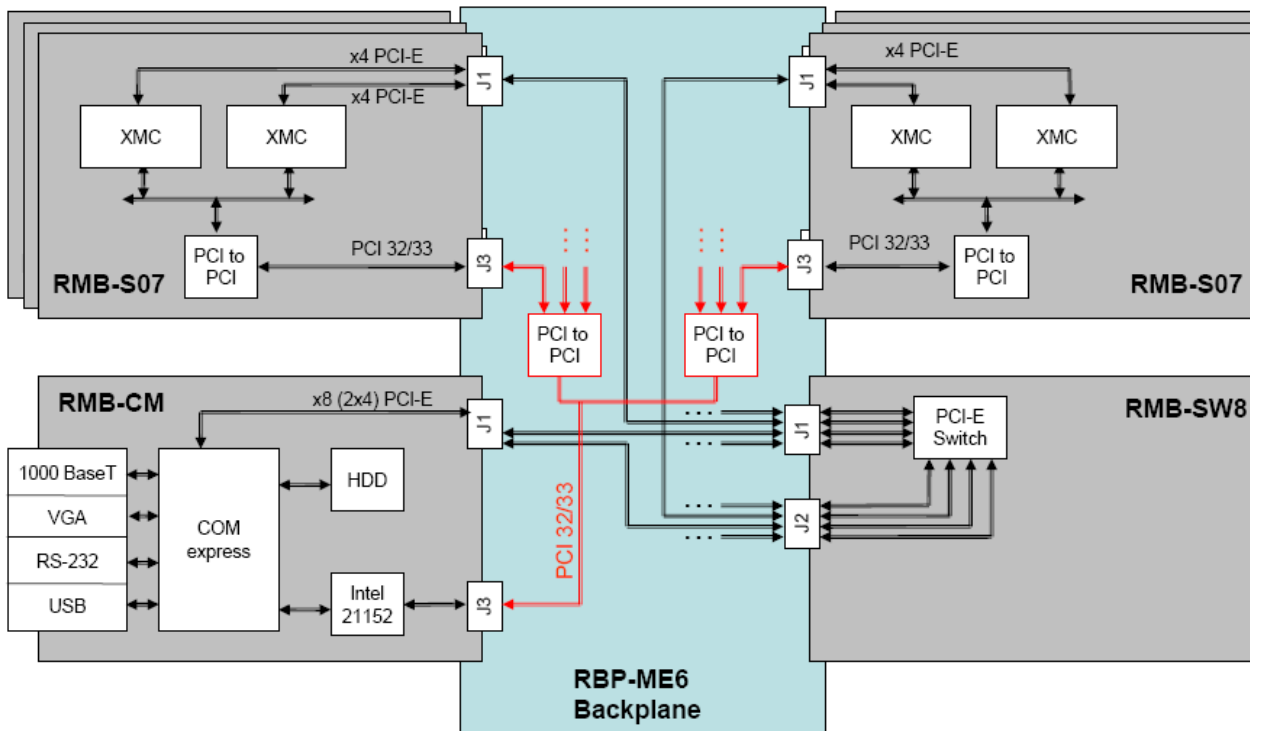 x4 PCI-E
J1
x4 PCI-E
XMC
XMC
PCI to
PCI
PCI 32/33
J3
RMB-S07
x4 PCI-E
J1
XMC
XMC
PCI 32/33
J3
PCI to
PCI
RMB-S07
PCI to
PCI
PCI to
PCI
RMB-CM
x8 (2x4) PCI-E
J1
1000 BaseT
VGA
RS-232
USB
COM
express
HDD
Intel
21152
J3
PCI 32/33
J1
J2
PCI-E
Switch
RMB-SW8
RBP-ME6
Backplane